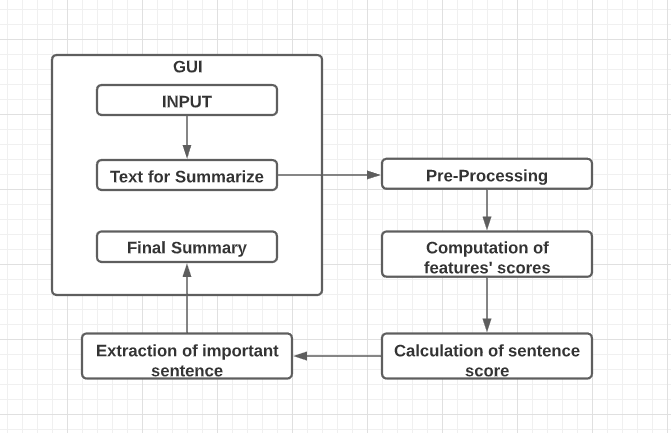 GUI
INPUT
Text for Summarize
Final Summary
Pre-Processing
Computation of
features' scores
Calculation of sentence
score
Extraction of important
sentence